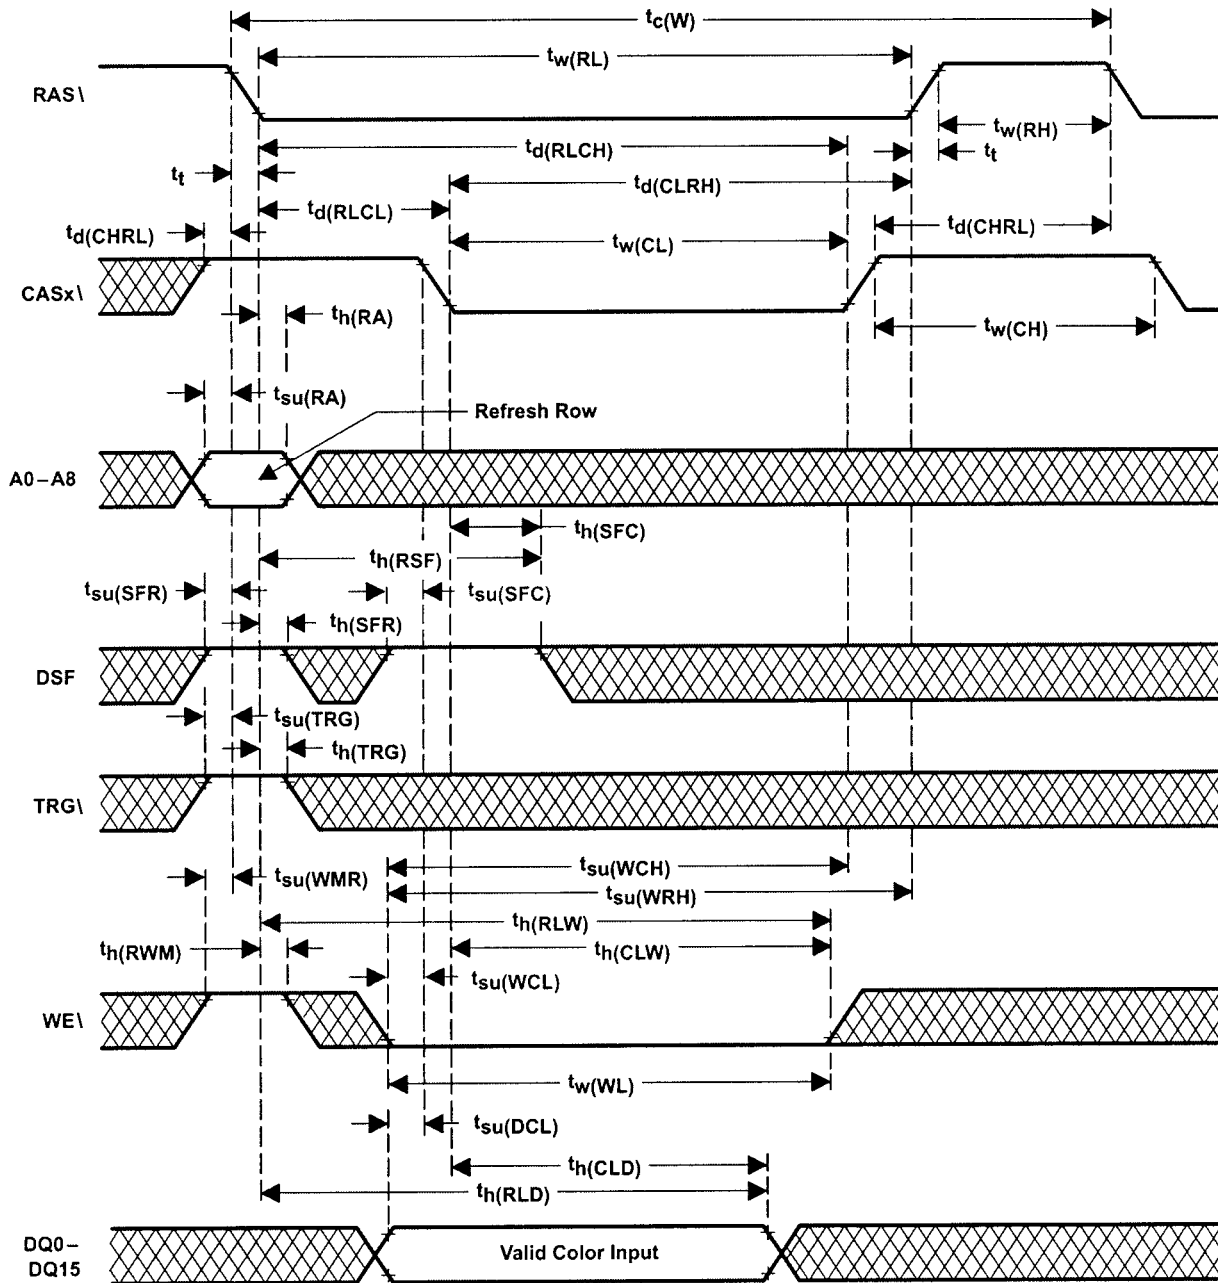 tc(W)
tw(RL)
RAS\
tw(RH)
td(RLCH)
tt
tt
td(CLRH)
td(RLCL)
td(CHRL)
td(CHRL)
tw(CL)
CASx\
th(RA)
tw(CH)
tsu(RA)
Refresh Row
A0–A8
th(SFC)
th(RSF)
tsu(SFR)
tsu(SFC)
th(SFR)
DSF
tsu(TRG)
th(TRG)
TRG\
tsu(WCH)
tsu(WMR)
tsu(WRH)
th(RLW)
th(RWM)
th(CLW)
tsu(WCL)
WE\
tw(WL)
tsu(DCL)
th(CLD)
th(RLD)
DQ0–
DQ15
Valid Color Input